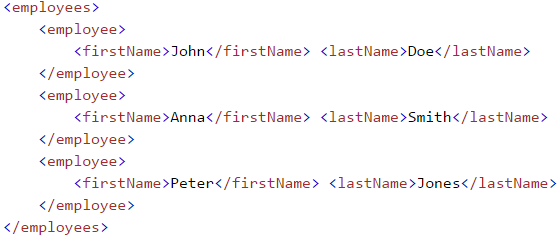 <employees>
    <employee>
        <firstName>John</firstName> <lastName>Doe</lastName>
    </employee>
    <employee>
        <firstName>Anna</firstName> <lastName>Smith</lastName>
    </employee>
    <employee>
        <firstName>Peter</firstName> <lastName>Jones</lastName>
    </employee>
</employees>